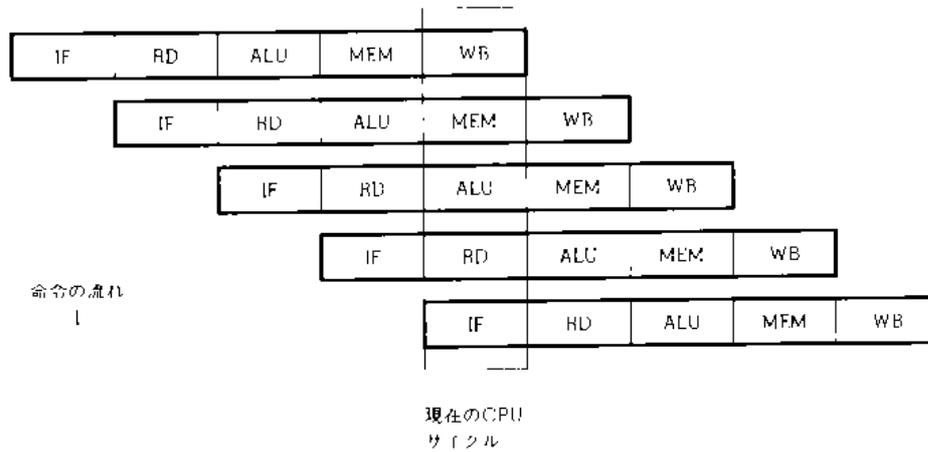 IF RD ALU MEM WB
IF RD ALU MEM WB
IF RD ALU MEM WB
IF RD ALU MEM WB
命令の流れ
↓
IF RD ALU MEM WB
現在のCPU
サイクル